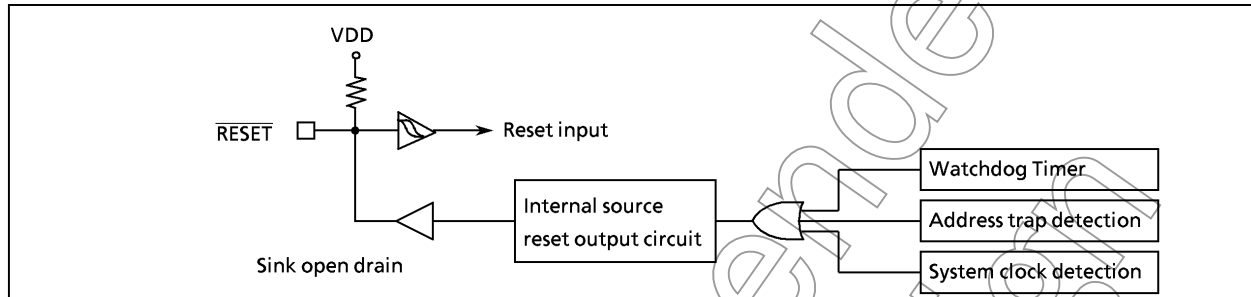 VDD
RESET
Reset input
Watchdog Timer
Internal source
reset output circuit
Address trap detection
Sink open drain
System clock detection